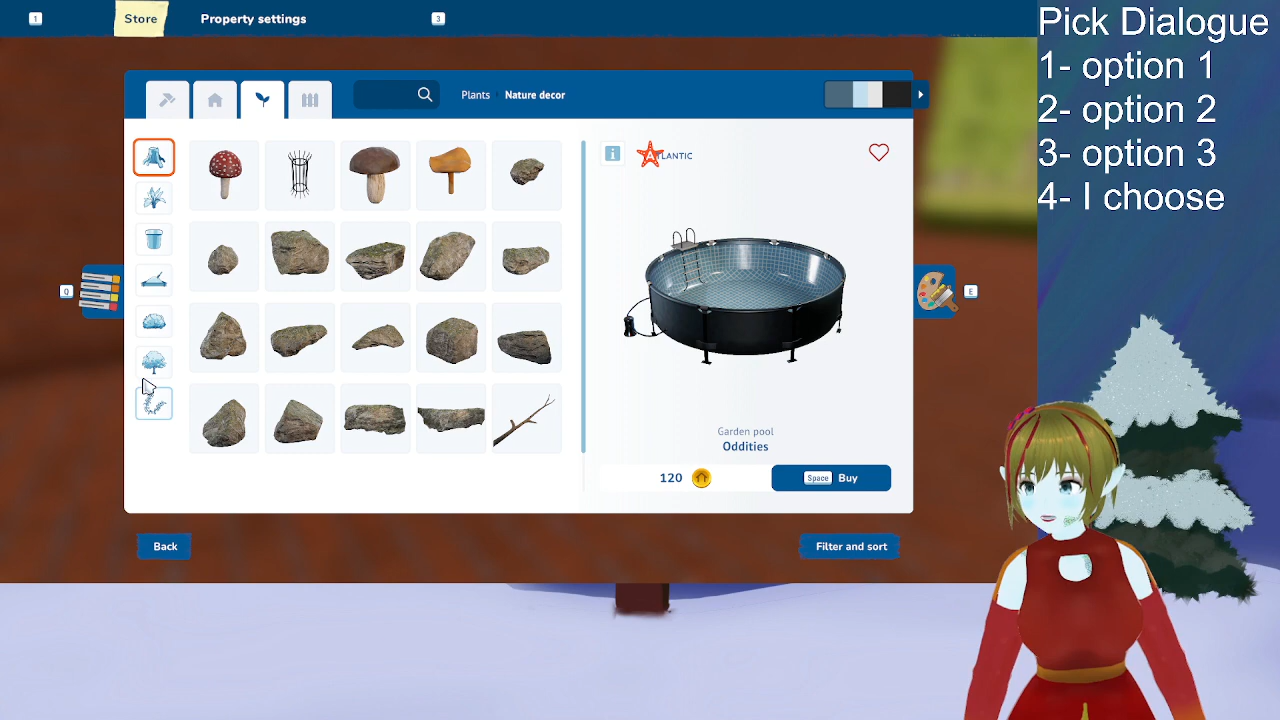 1 Store Property settings 3
Plants Nature decor
ATLANTIC
Q
E
Garden pool
Oddities
120 Space Buy
Back Filter and sort
Pick Dialogue
1- option 1
2- option 2
3- option 3
4- I choose